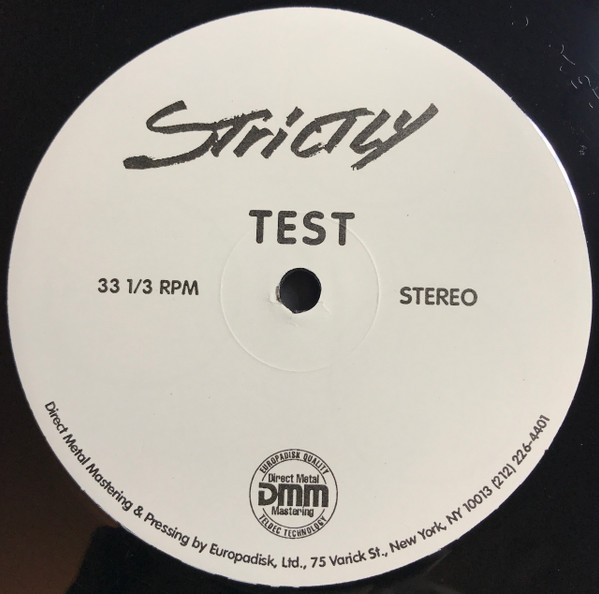 Strictly
TEST
33 1/3 RPM
STEREO
EUROPADISK QUALITY
Direct Metal
DMM
Mastering
TELDEC TECHNOLOGY
Direct Metal Mastering & Pressing by Europadisk, Ltd., 75 Varick St., New York, NY 10013 (212) 226-4401